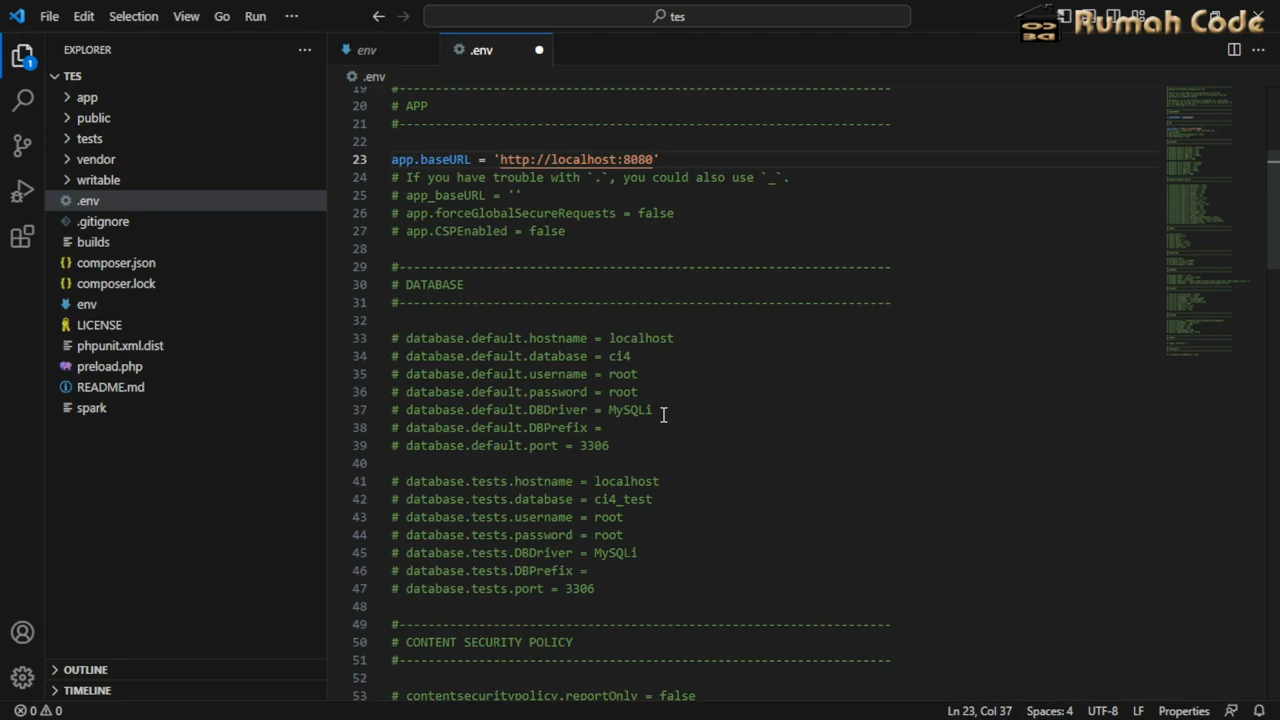 File Edit Selection View Go Run ··· tes
Rumah Code
EXPLORER ···
env .env
TES
app
public
tests
vendor
writable
.env
.gitignore
builds
composer.json
composer.lock
env
LICENSE
phpunit.xml.dist
preload.php
README.md
spark
OUTLINE
TIMELINE
1
.env
19 #---------------------------------------------------------------------
20 # APP
21 #---------------------------------------------------------------------
22
23 app.baseURL = 'http://localhost:8080'
24 # If you have trouble with `.`, you could also use `_`.
25 # app_baseURL = ''
26 # app.forceGlobalSecureRequests = false
27 # app.CSPEnabled = false
28
29 #---------------------------------------------------------------------
30 # DATABASE
31 #---------------------------------------------------------------------
32
33 # database.default.hostname = localhost
34 # database.default.database = ci4
35 # database.default.username = root
36 # database.default.password = root
37 # database.default.DBDriver = MySQLi
38 # database.default.DBPrefix =
39 # database.default.port = 3306
40
41 # database.tests.hostname = localhost
42 # database.tests.database = ci4_test
43 # database.tests.username = root
44 # database.tests.password = root
45 # database.tests.DBDriver = MySQLi
46 # database.tests.DBPrefix =
47 # database.tests.port = 3306
48
49 #---------------------------------------------------------------------
50 # CONTENT SECURITY POLICY
51 #---------------------------------------------------------------------
52
53 # contentsecuritypolicy.reportOnly = false
0 0 Ln 23, Col 37 Spaces: 4 UTF-8 LF Properties